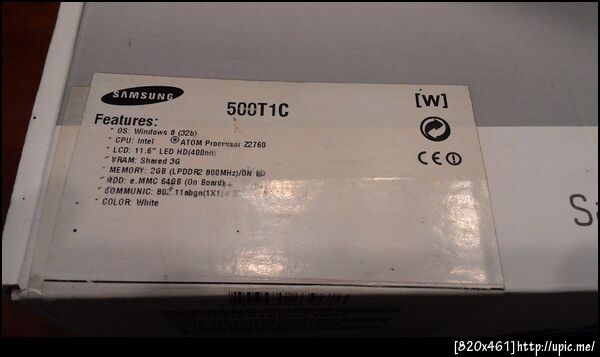 SAMSUNG
500T1C
[W]
Features:
* OS: Windows 8 (32b)
* CPU: Intel ® ATOM Processor Z2760
* LCD: 11.6" LED HD(400nit)
* VRAM: Shared 3G
* MEMORY: 2GB (LPDDR2 800MHz)/ON BD
* HDD: e.MMC 64GB (On Board)
* COMMUNIC: 802.11abgn(1X1)
* COLOR: White
CE
[820x461]http://upic.me/